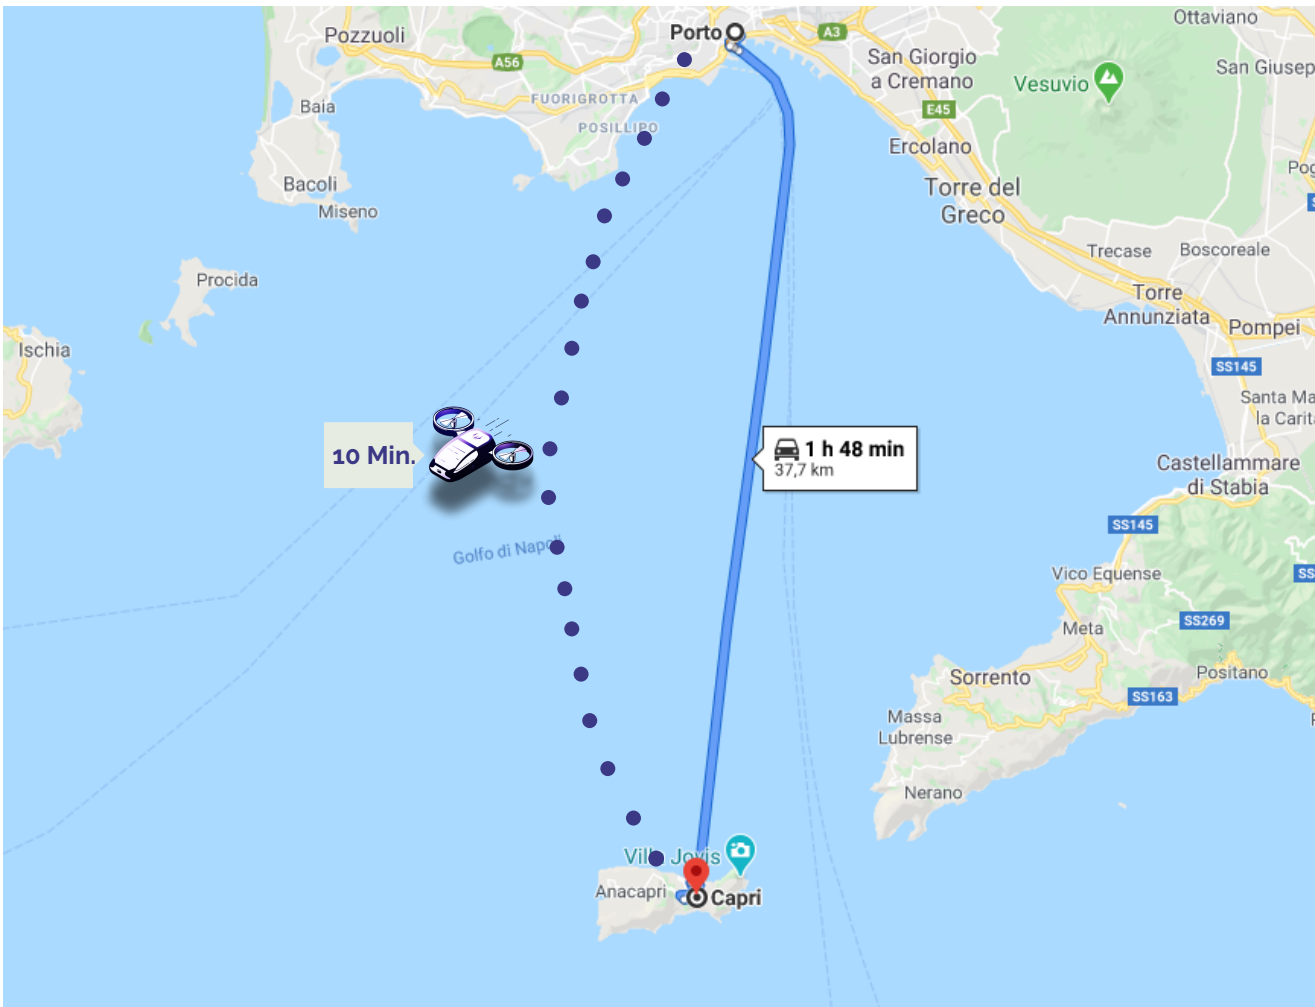 Ottaviano
Pozzuoli
Porto
A3
San Giorgio
a Cremano
A56
San Giusep
Vesuvio
FUORIGROTTA
Baia
E45
POSILLIPO
Ercolano
Pog
Bacoli
Torre del
Greco
Miseno
Trecase
Boscoreale
Procida
Torre
Annunziata
Pompei
Ischia
SS145
Santa Ma
la Carit
10 Min.
1 h 48 min
37,7 km
Castellammare
di Stabia
SS145
Golfo di Napoli
Vico Equense
SS
SS269
Meta
Sorrento
Positano
SS163
Massa
Lubrense
Nerano
Villa Jovis
Anacapri
Capri